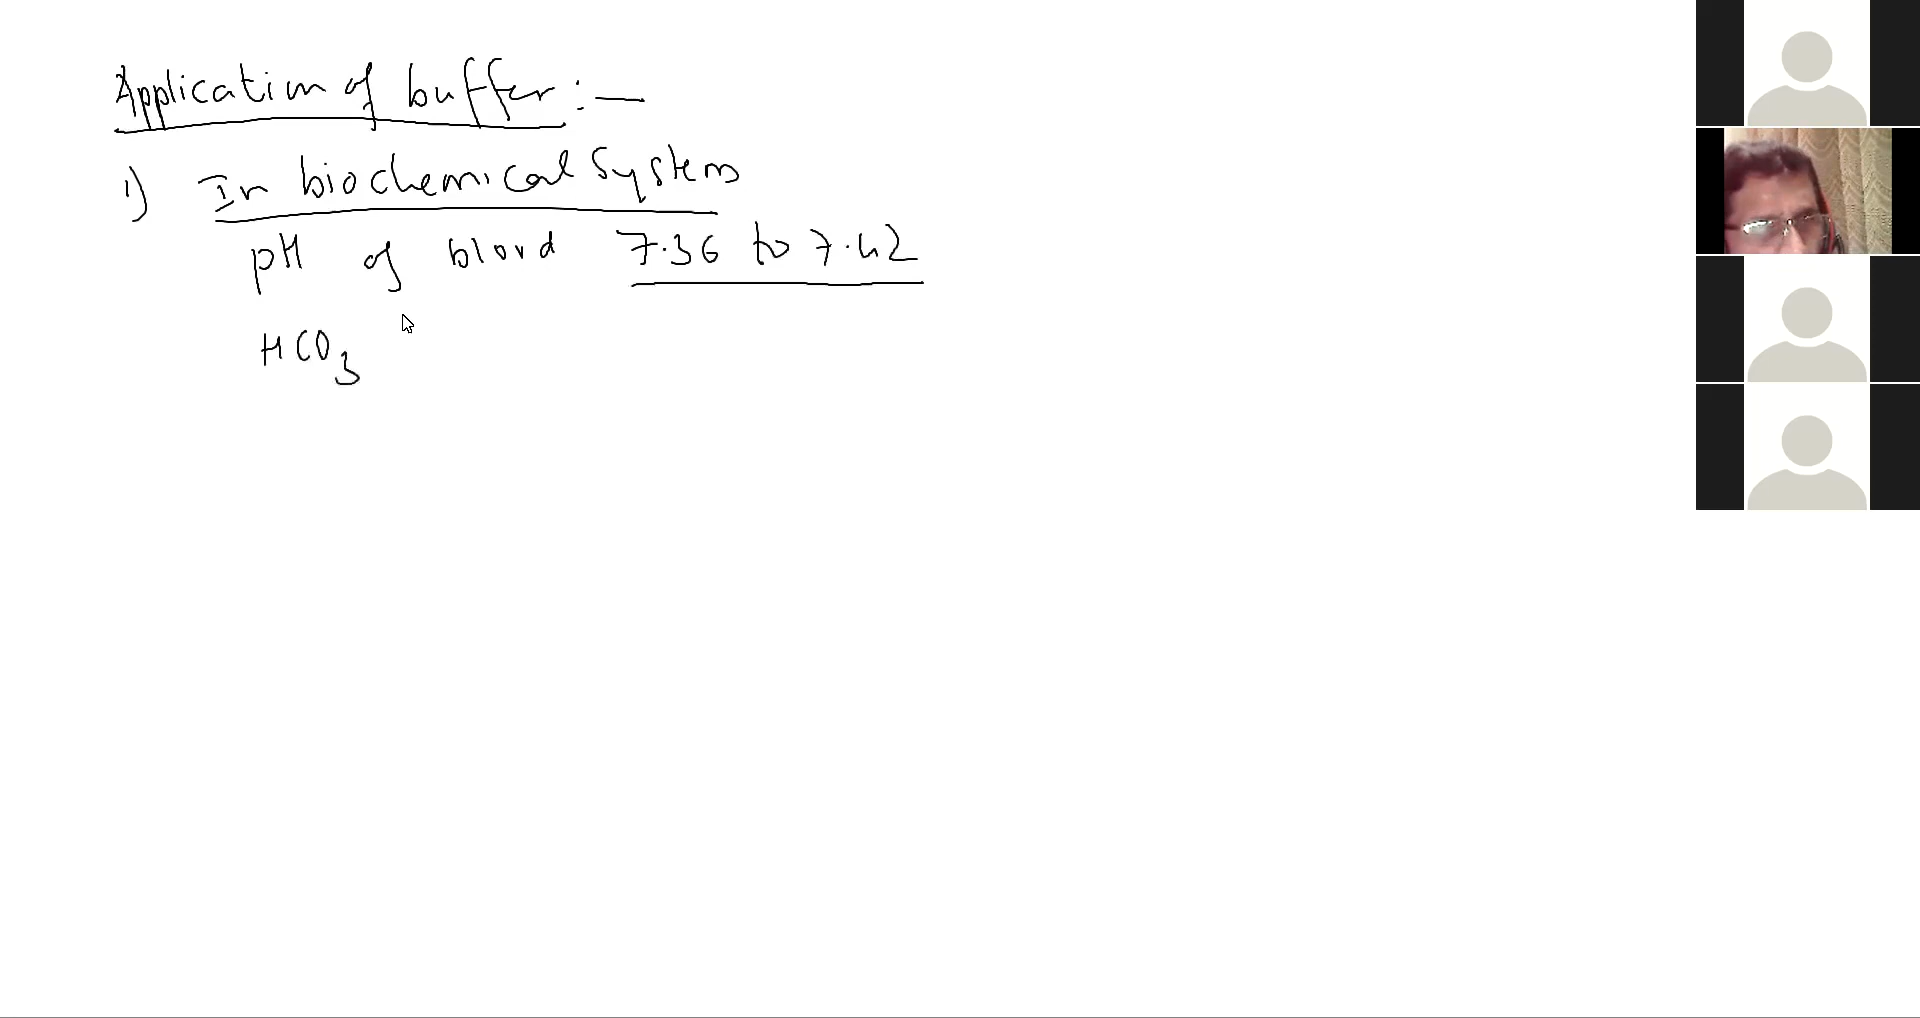 Application of buffer :—
1) In biochemical System
pH of blood 7.36 to 7.42
HCO3